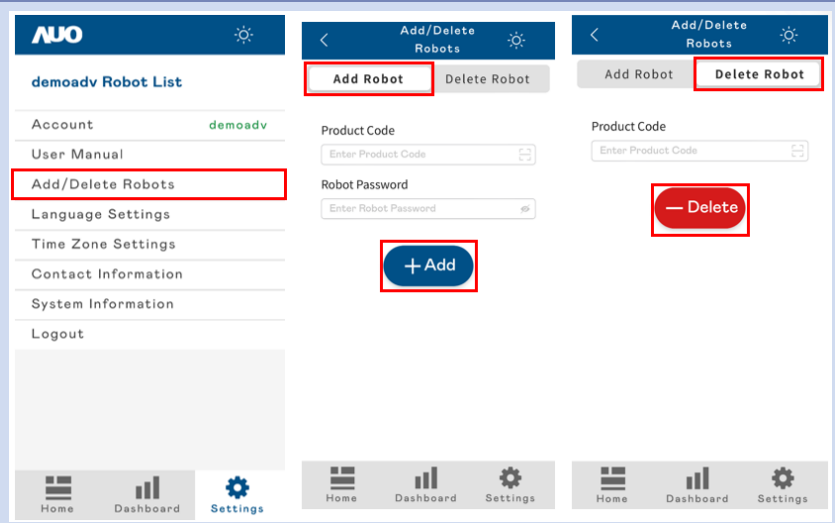 AUO
demoadv Robot List
Account demoadv
User Manual
Add/Delete Robots
Language Settings
Time Zone Settings
Contact Information
System Information
Logout
Home Dashboard Settings
Add/Delete
Robots
Add Robot Delete Robot
Product Code
Enter Product Code
Robot Password
Enter Robot Password
+ Add
Home Dashboard Settings
Add/Delete
Robots
Add Robot Delete Robot
Product Code
Enter Product Code
— Delete
Home Dashboard Settings